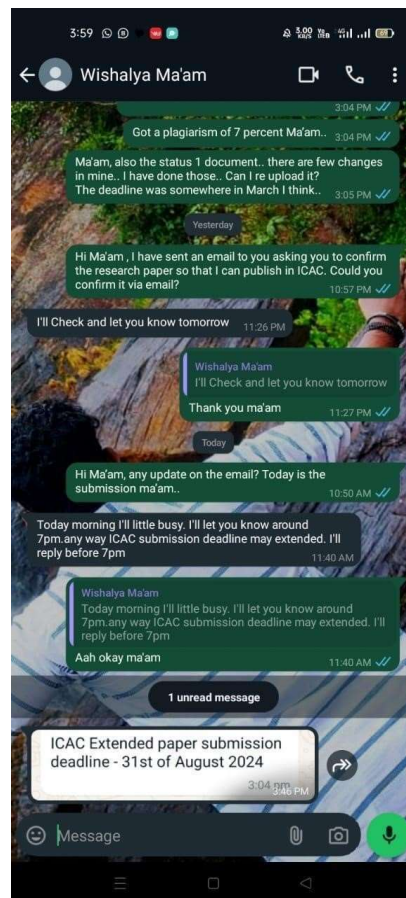 3:59
3.00 KB/S
4G
Wishalya Ma'am
3:04 PM
Got a plagiarism of 7 percent Ma'am..
3:04 PM
Ma'am, also the status 1 document.. there are few changes
in mine.. I have done those.. Can I re upload it?
The deadline was somewhere in March I think..
3:05 PM
Yesterday
Hi Ma'am , I have sent an email to you asking you to confirm
the research paper so that I can publish in ICAC. Could you
confirm it via email?
10:57 PM
I'll Check and let you know tomorrow
11:26 PM
Wishalya Ma'am
I'll Check and let you know tomorrow
Thank you ma'am
11:27 PM
Today
Hi Ma'am, any update on the email? Today is the
submission ma'am..
10:50 AM
Today morning I'll little busy. I'll let you know around
7pm.any way ICAC submission deadline may extended. I'll
reply before 7pm
11:40 AM
Wishalya Ma'am
Today morning I'll little busy. I'll let you know around
7pm.any way ICAC submission deadline may extended. I'll
reply before 7pm
Aah okay ma'am
11:40 AM
1 unread message
ICAC Extended paper submission
deadline - 31st of August 2024
3:04 pm
3:46 PM
Message